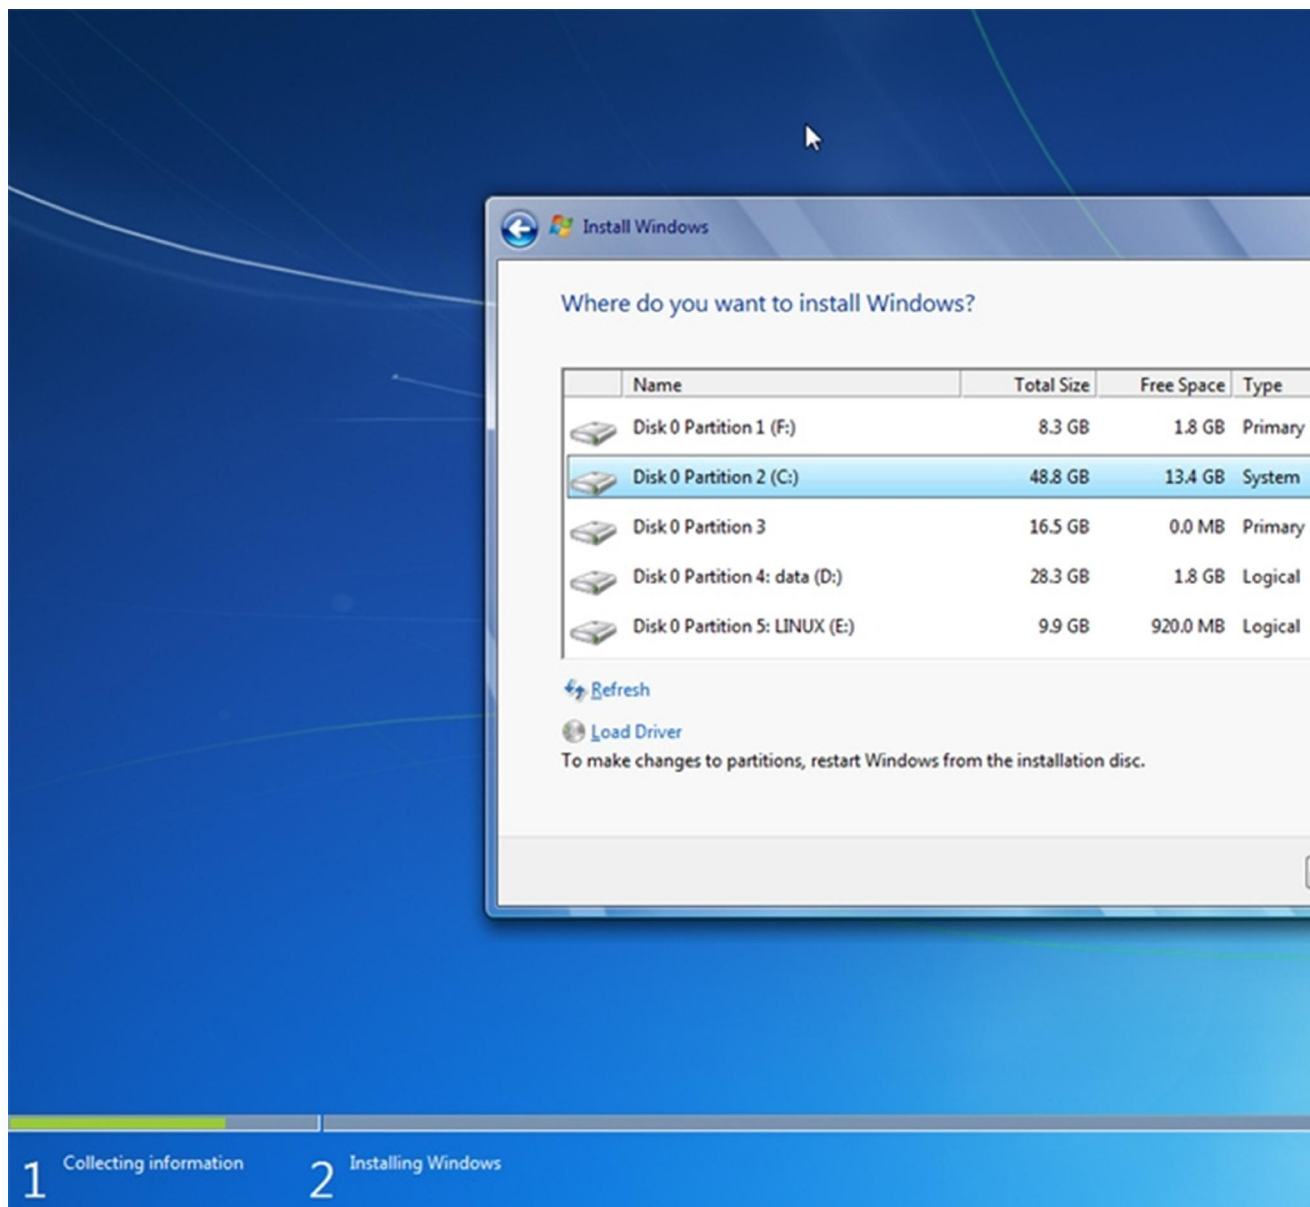 Install Windows
Where do you want to install Windows?
Name Total Size Free Space Type
Disk 0 Partition 1 (F:) 8.3 GB 1.8 GB Primary
Disk 0 Partition 2 (C:) 48.8 GB 13.4 GB System
Disk 0 Partition 3 16.5 GB 0.0 MB Primary
Disk 0 Partition 4: data (D:) 28.3 GB 1.8 GB Logical
Disk 0 Partition 5: LINUX (E:) 9.9 GB 920.0 MB Logical
Refresh
Load Driver
To make changes to partitions, restart Windows from the installation disc.
1 Collecting information 2 Installing Windows